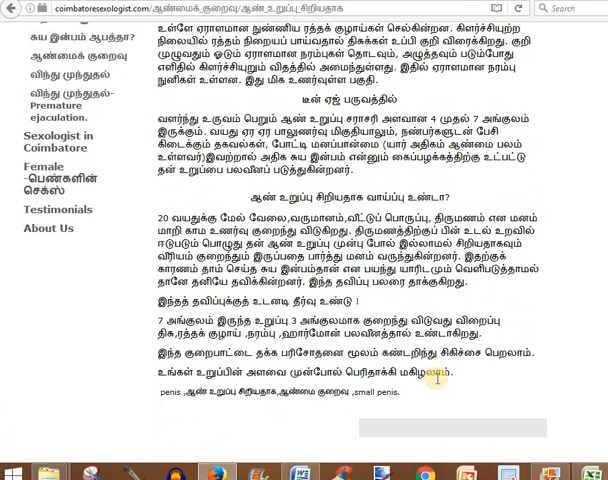 coimbatoresexologist.com/ஆண்மைக்_குறைவு/ஆண்_உறுப்பு_சிறியதாக
Search
சுய இன்பம் ஆபத்தா?
ஆண்மைக் குறைவு
விந்து முந்துதல்
விந்து முந்துதல்-
Premature
ejaculation.
Sexologist in
Coimbatore
Female
-பெண்களின்
செக்ஸ்
Testimonials
About Us
உள்ளே ஏராளமான நுண்ணிய ரத்தக் குழாய்கள் செல்கின்றன. கிளர்ச்சியுற்ற
நிலையில் ரத்தம் நிறையப் பாய்வதால் திசுக்கள் உப்பி குறி விரைக்கிறது. குறி
முழுவதும் ஓடும் ஏராளமான நரம்புகள் தொடவும், அழுத்தவும் படும்போது
எளிதில் கிளர்ச்சியுறும் விதத்தில் அமைந்துள்ளது. இதில் ஏராளமான நரம்பு
நுனிகள் உள்ளன. இது மிக உணர்வுள்ள பகுதி.
டீன் ஏஜ் பருவத்தில்
வளர்ந்து உருவம் பெறும் ஆண் உறுப்பு சராசரி அளவான 4 முதல் 7 அங்குலம்
இருக்கும். வயது ஏர ஏர பாலுணர்வு மிகுதியாலும், நண்பர்களுடன் பேசி
கிடைக்கும் தகவல்கள், போட்டி மனப்பான்மை (யார் அதிகம் ஆண்மை பலம்
உள்ளவர்)இவற்றால் அதிக சுய இன்பம் என்னும் கைப்பழக்கத்திற்கு உட்பட்டு
தன் உறுப்பை பலவீனப் படுத்துகின்றனர்.
ஆண் உறுப்பு சிறியதாக வாய்ப்பு உண்டா?
20 வயதுக்கு மேல் வேலை,வருமானம்,வீட்டுப் பொருப்பு, திருமணம் என மனம்
மாறி காம உணர்வு குறைந்து விடுகிறது. திருமணத்திற்குப் பின் உடல் உறவில்
ஈடுபடும் பொழுது தன் ஆண் உறுப்பு முன்பு போல் இல்லாமல் சிறியதாகவும்
வீரியம் குறைந்தும் இருப்பதை பார்த்து மனம் வருந்துகின்றனர். இதற்குக்
காரணம் தாம் செய்த சுய இன்பம்தான் என பயந்து யாரிடமும் வெளிபடுத்தாமல்
தானே தனியே தவிக்கின்றனர். இந்த தவிப்பு பலரை தாக்குகிறது.
இந்தத் தவிப்புக்குத் உடனடி தீர்வு உண்டு !
7 அங்குலம் இருந்த உறுப்பு 3 அங்குலமாக குறைந்து விடுவது விறைப்பு
திசு,ரத்தக் குழாய் ,நரம்பு ,ஹார்மோன் பலவீனத்தால் உண்டாகிறது.
இந்த குறைபாட்டை தக்க பரிசோதனை மூலம் கண்டறிந்து சிகிச்சை பெறலாம்.
உங்கள் உறுப்பின் அளவை முன்போல் பெரிதாக்கி மகிழலாம்.
penis ,ஆண் உறுப்பு சிறியதாக,ஆண்மை குறைவு ,small penis.